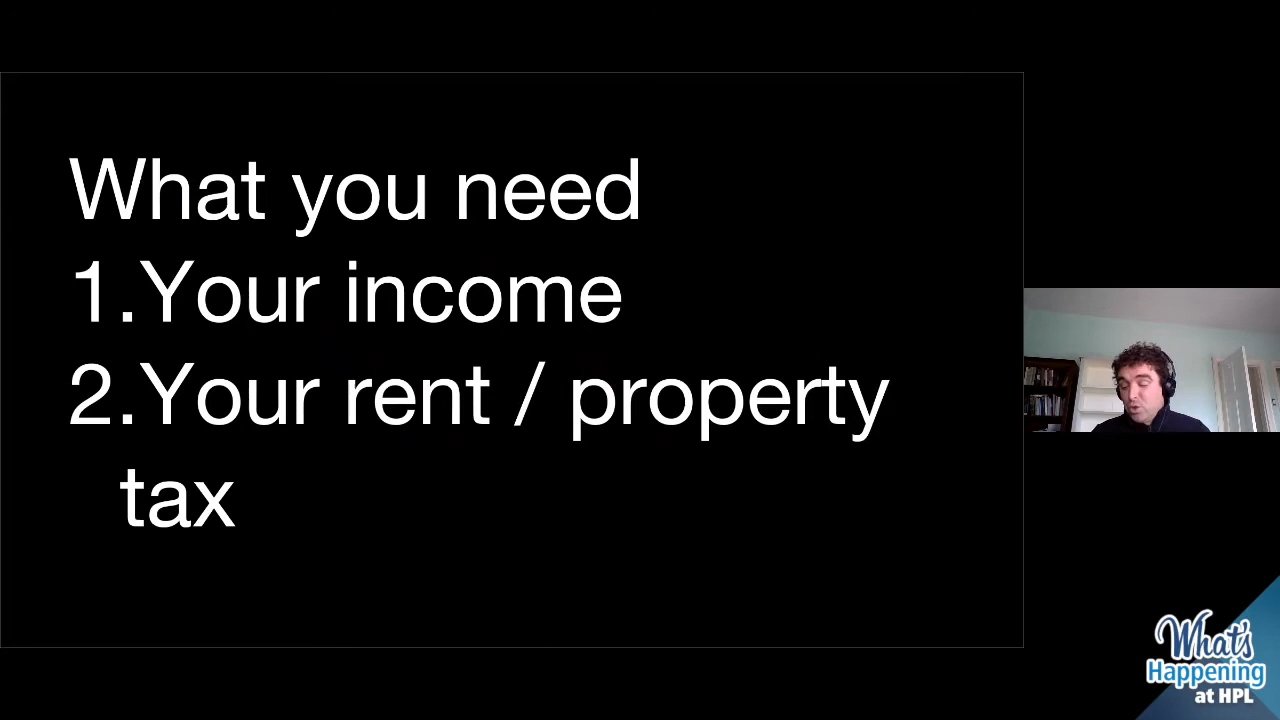 What you need
1.Your income
2.Your rent / property
tax
What's
Happening
at HPL